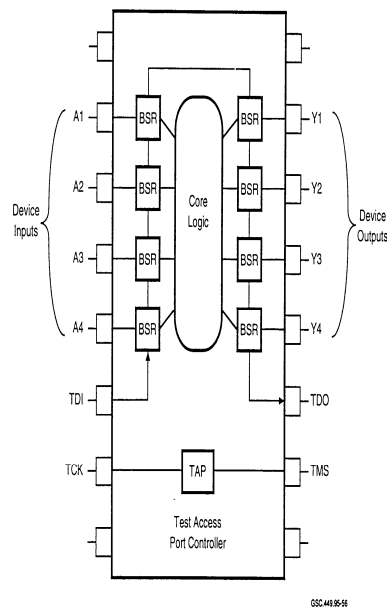 A1
BSR
BSR
Y1
A2
BSR
BSR
Y2
Device
Inputs
Core
Logic
Device
Outputs
A3
BSR
BSR
Y3
A4
BSR
BSR
Y4
TDI
TDO
TCK
TAP
TMS
Test Access
Port Controller
GSC.449.95-56